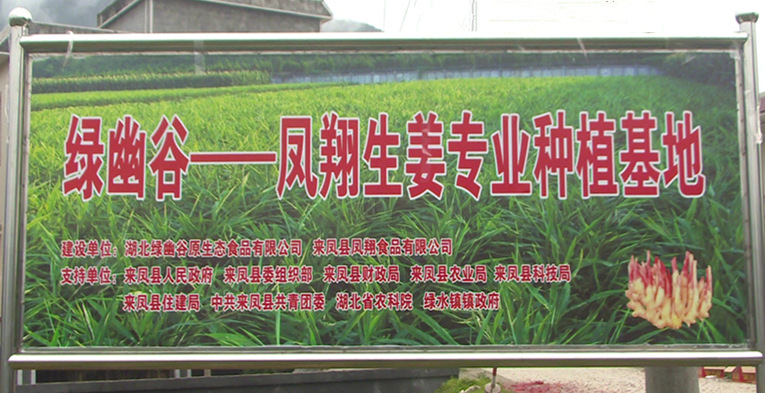 绿幽谷——凤翔生姜专业种植基地
建设单位：湖北绿幽谷原生态食品有限公司 来凤县凤翔食品有限公司
支持单位：来凤县人民政府 来凤县委组织部 来凤县财政局 来凤县农业局 来凤县科技局
来凤县住建局 中共来凤县共青团委 湖北省农科院 绿水镇镇政府